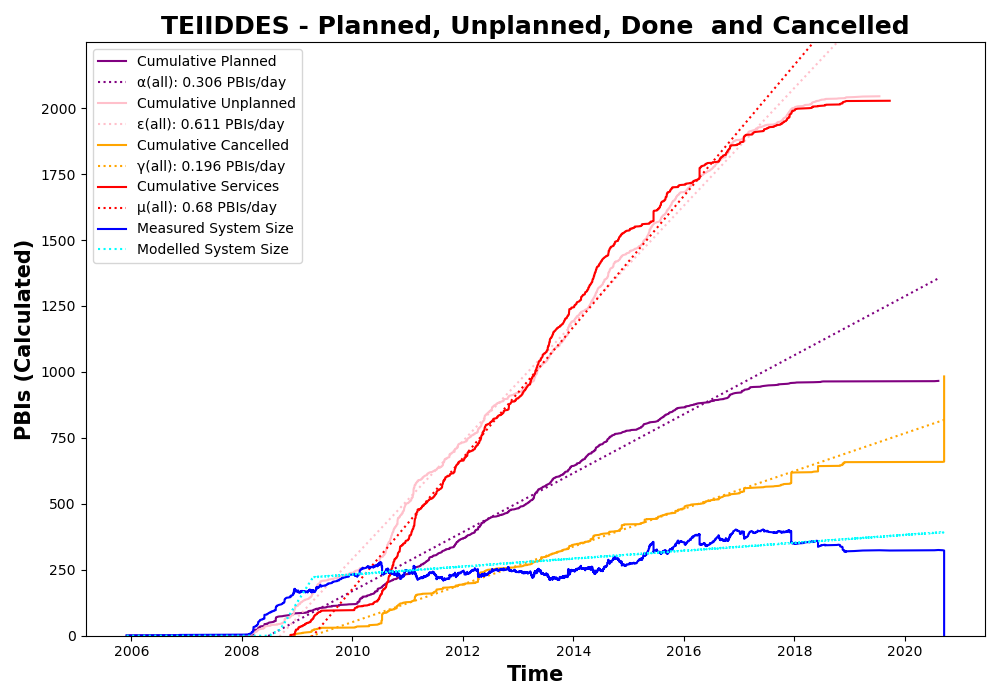 TEIIDDES - Planned, Unplanned, Done  and Cancelled
Cumulative Planned
α(all): 0.306 PBIs/day
Cumulative Unplanned
ε(all): 0.611 PBIs/day
Cumulative Cancelled
γ(all): 0.196 PBIs/day
Cumulative Services
μ(all): 0.68 PBIs/day
Measured System Size
Modelled System Size
PBIs (Calculated)
2000
1750
1500
1250
1000
750
500
250
0
2006 2008 2010 2012 2014 2016 2018 2020
Time